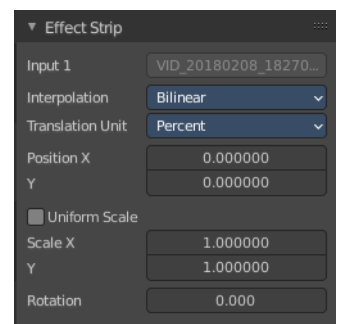 Effect Strip
Input 1 VID_20180208_18270...
Interpolation Bilinear
Translation Unit Percent
Position X 0.000000
Y 0.000000
Uniform Scale
Scale X 1.000000
Y 1.000000
Rotation 0.000